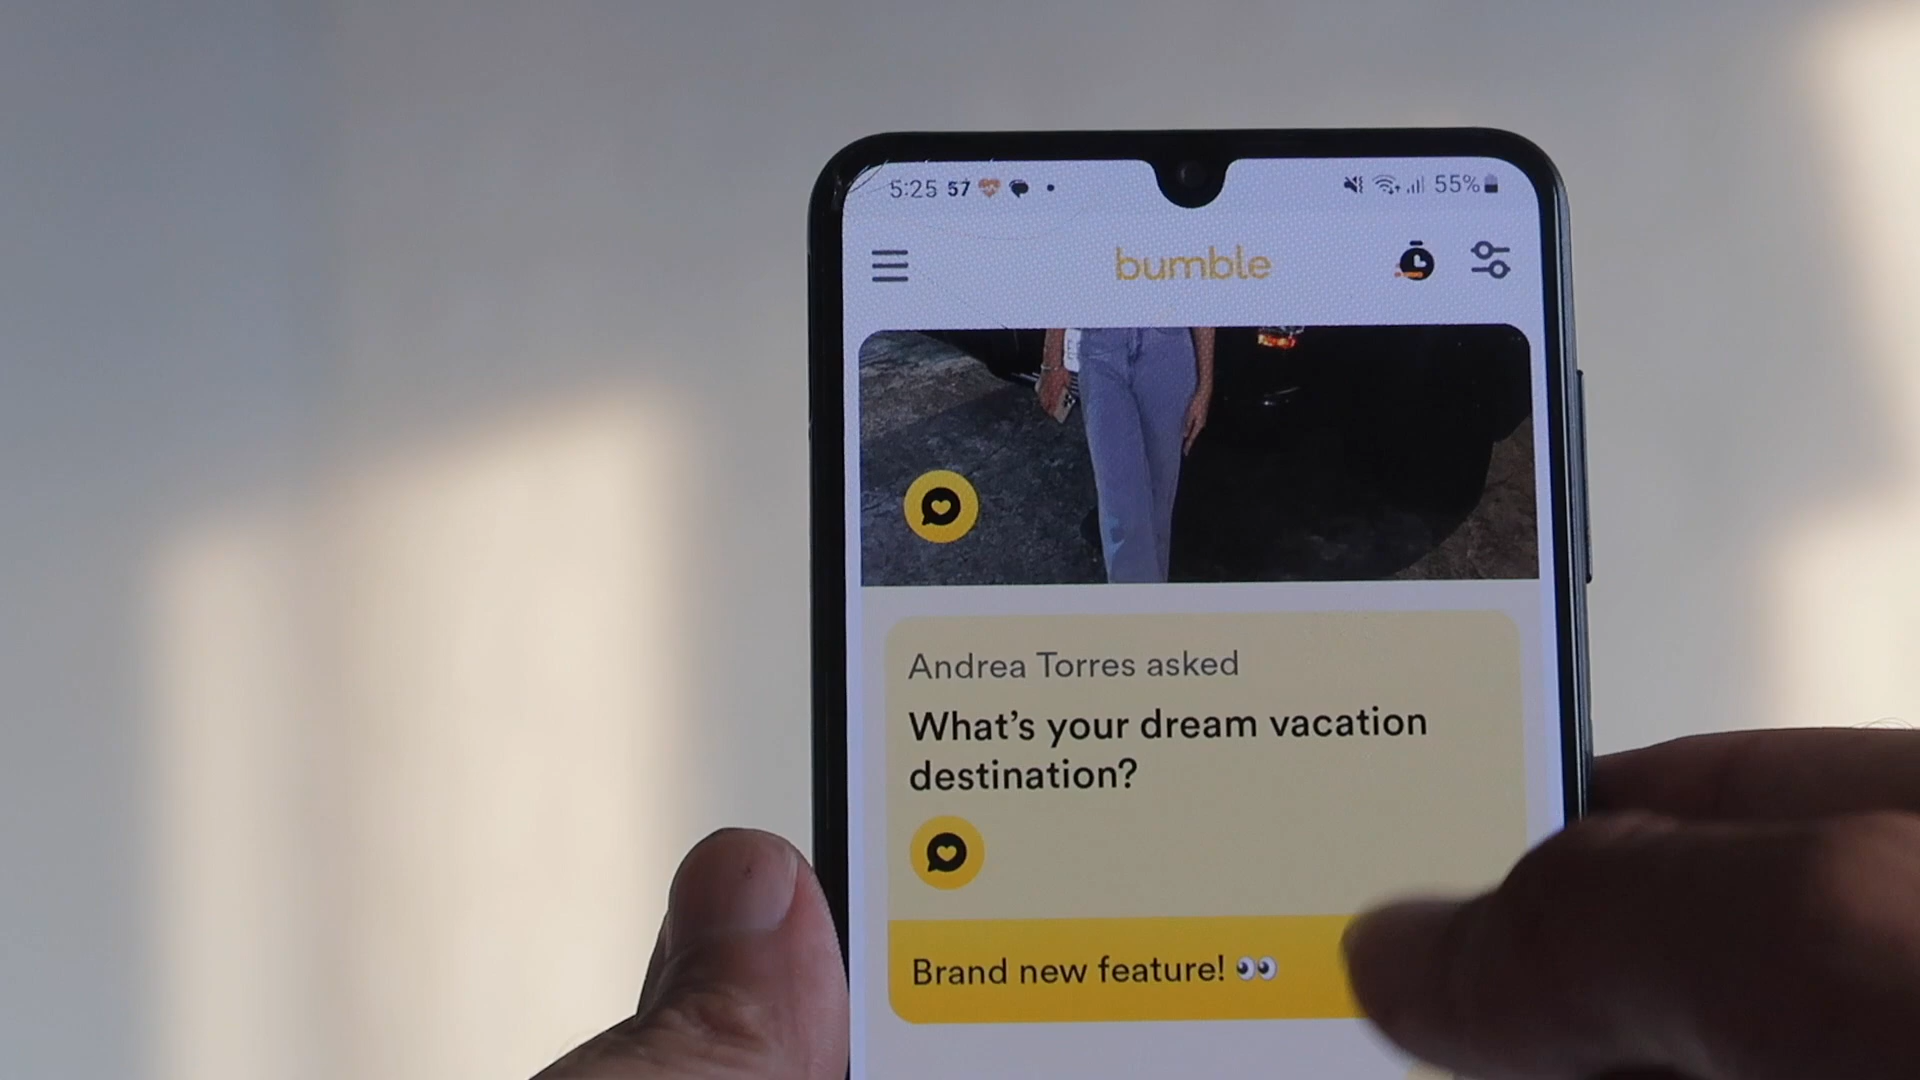 5:25 57 55%
bumble
Andrea Torres asked
What's your dream vacation
destination?
Brand new feature! 👀